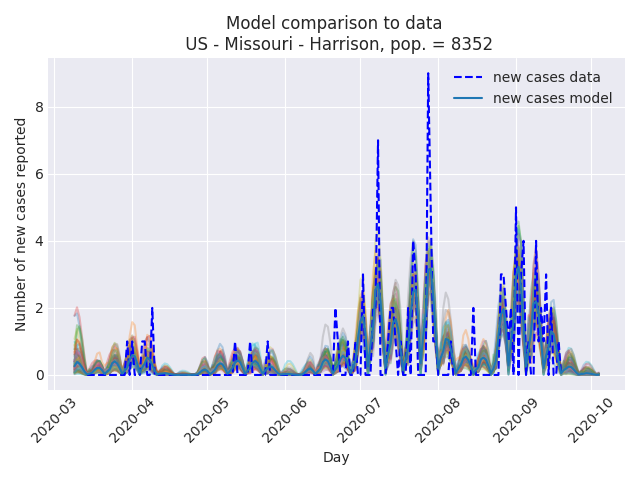 Model comparison to data
US - Missouri - Harrison, pop. = 8352
new cases data
new cases model
Number of new cases reported
8
6
4
2
0
2020-03
2020-04
2020-05
2020-06
2020-07
2020-08
2020-09
2020-10
Day